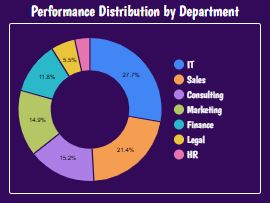 Performance Distribution by Department
27.7%
21.4%
15.2%
14.9%
11.8%
5.5%
IT
Sales
Consulting
Marketing
Finance
Legal
HR